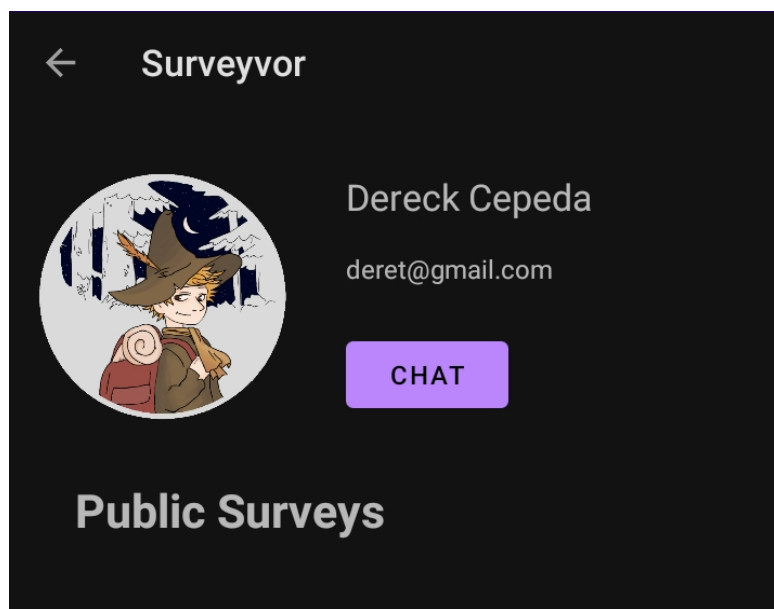 Surveyvor
Dereck Cepeda
deret@gmail.com
CHAT
Public Surveys